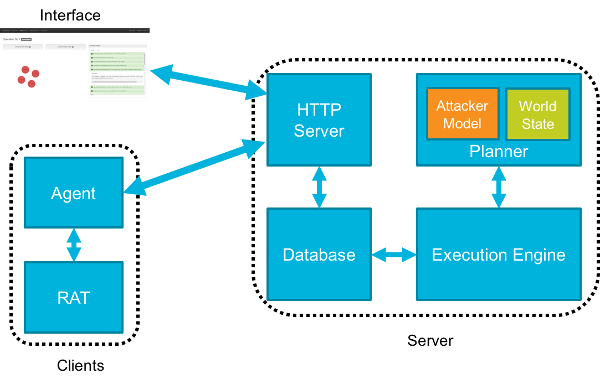 Interface
HTTP
Server
Attacker
Model
World
State
Planner
Agent
Database
Execution Engine
RAT
Server
Clients